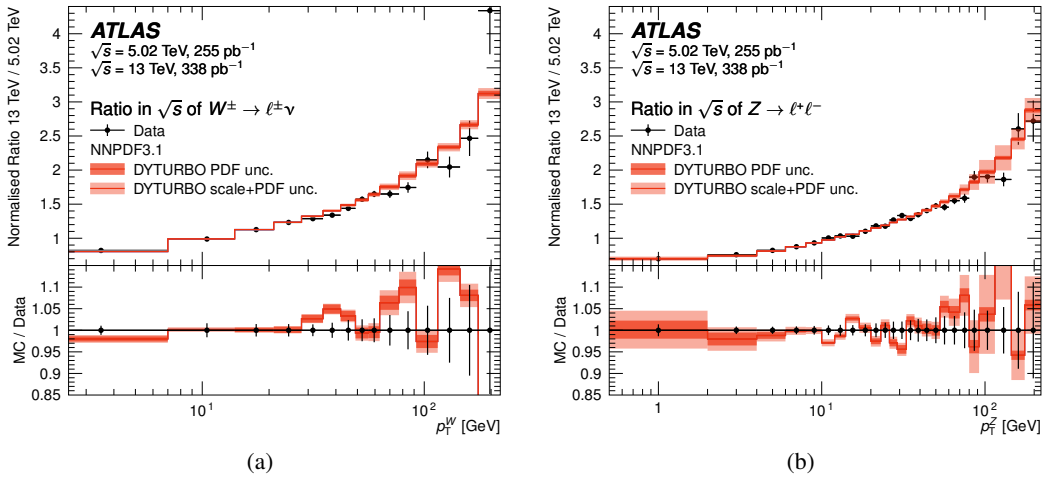 ATLAS
√s = 5.02 TeV, 255 pb⁻¹
√s = 13 TeV, 338 pb⁻¹
Ratio in √s of W± → ℓ±ν
Data
NNPDF3.1
DYTURBO PDF unc.
DYTURBO scale+PDF unc.
Normalised Ratio 13 TeV / 5.02 TeV
4
3.5
3
2.5
2
1.5
1
MC / Data
1.1
1.05
1
0.95
0.9
0.85
10¹
10²
p_T^W [GeV]
(a)
ATLAS
√s = 5.02 TeV, 255 pb⁻¹
√s = 13 TeV, 338 pb⁻¹
Ratio in √s of Z → ℓ⁺ℓ⁻
Data
NNPDF3.1
DYTURBO PDF unc.
DYTURBO scale+PDF unc.
Normalised Ratio 13 TeV / 5.02 TeV
4
3.5
3
2.5
2
1.5
1
MC / Data
1.1
1.05
1
0.95
0.9
0.85
1
10¹
10²
p_T^Z [GeV]
(b)